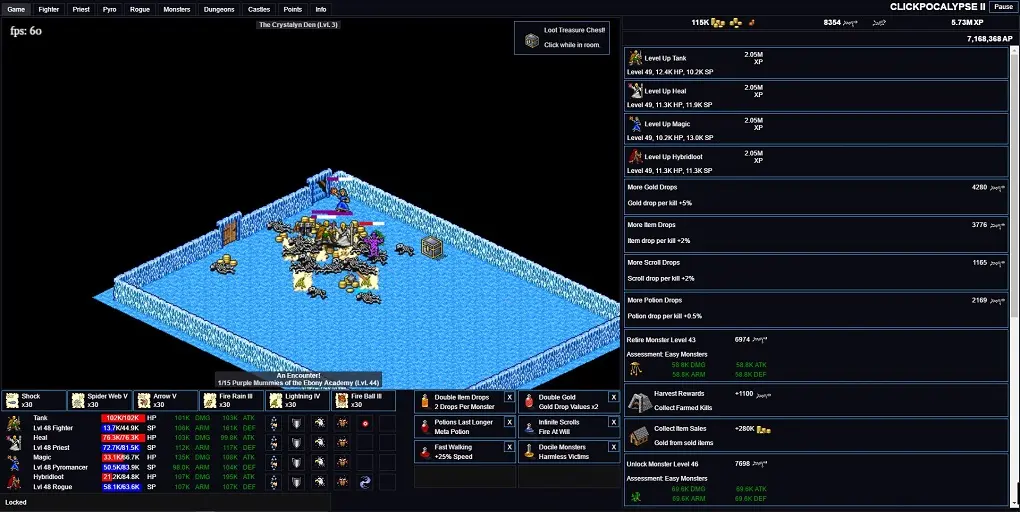 Game Fighter Priest Pyro Rogue Monsters Dungeons Castles Points Info
CLICKPOCALYPSE II Pause
fps: 60
The Crystalyn Den (Lvl. 3)
Loot Treasure Chest!
Click while in room.
115K 8354 5.73M XP
7,168,368 AP
Level Up Tank 2.05M
XP
Level 49, 12.4K HP, 10.2K SP
Level Up Heal 2.05M
XP
Level 49, 11.3K HP, 11.9K SP
Level Up Magic 2.05M
XP
Level 49, 10.2K HP, 13.0K SP
Level Up Hybridloot 2.05M
XP
Level 49, 11.3K HP, 11.3K SP
More Gold Drops 4280
Gold drop per kill +5%
More Item Drops 3776
Item drop per kill +2%
More Scroll Drops 1165
Scroll drop per kill +2%
More Potion Drops 2169
Potion drop per kill +0.5%
Retire Monster Level 43 6974
Assessment: Easy Monsters
58.8K DMG 58.8K ATK
58.8K ARM 58.8K DEF
Harvest Rewards +1100
Collect Farmed Kills
Collect Item Sales +280K
Gold from sold items
Unlock Monster Level 46 7698
Assessment: Easy Monsters
69.6K DMG 69.6K ATK
69.6K ARM 69.6K DEF
An Encounter!
1/15 Purple Mummies of the Ebony Academy (Lvl. 44)
Shock
x30
Spider Web V
x30
Arrow V
x30
Fire Rain III
x30
Lightning IV
x30
Fire Ball III
x30
Tank 102K/102K HP 101K DMG 103K ATK
Lvl 48 Fighter 13.7K/44.9K SP 106K ARM 161K DEF
Heal 76.3K/76.3K HP 103K DMG 99.8K ATK
Lvl 48 Priest 72.7K/81.5K SP 112K ARM 117K DEF
Magic 33.1K/66.7K HP 135K DMG 106K ATK
Lvl 48 Pyromancer 50.5K/83.9K SP 98.0K ARM 104K DEF
Hybridloot 21.2K/84.8K HP 107K DMG 195K ATK
Lvl 48 Rogue 58.1K/63.6K SP 107K ARM 107K DEF
Double Item Drops X
2 Drops Per Monster
Double Gold X
Gold Drop Values x2
Potions Last Longer X
Meta Potion
Infinite Scrolls X
Fire At Will
Fast Walking X
+25% Speed
Docile Monsters X
Harmless Victims
Locked